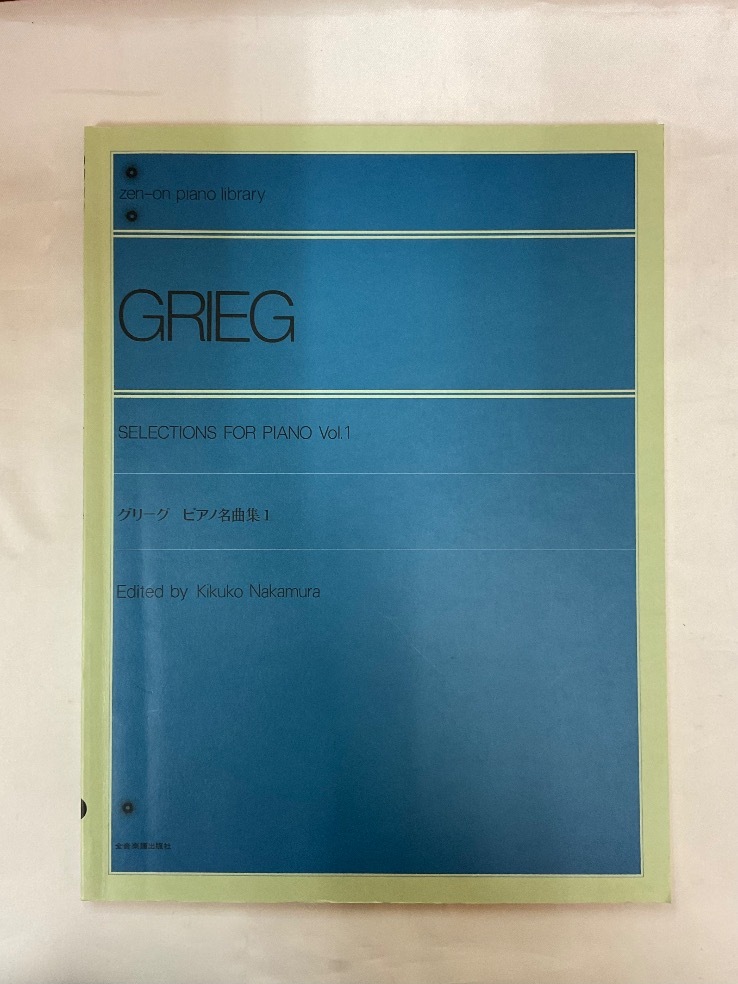 zen-on piano library
GRIEG
SELECTIONS FOR PIANO Vol.1
グリーグ ピアノ名曲集1
Edited by Kikuko Nakamura
全音楽譜出版社